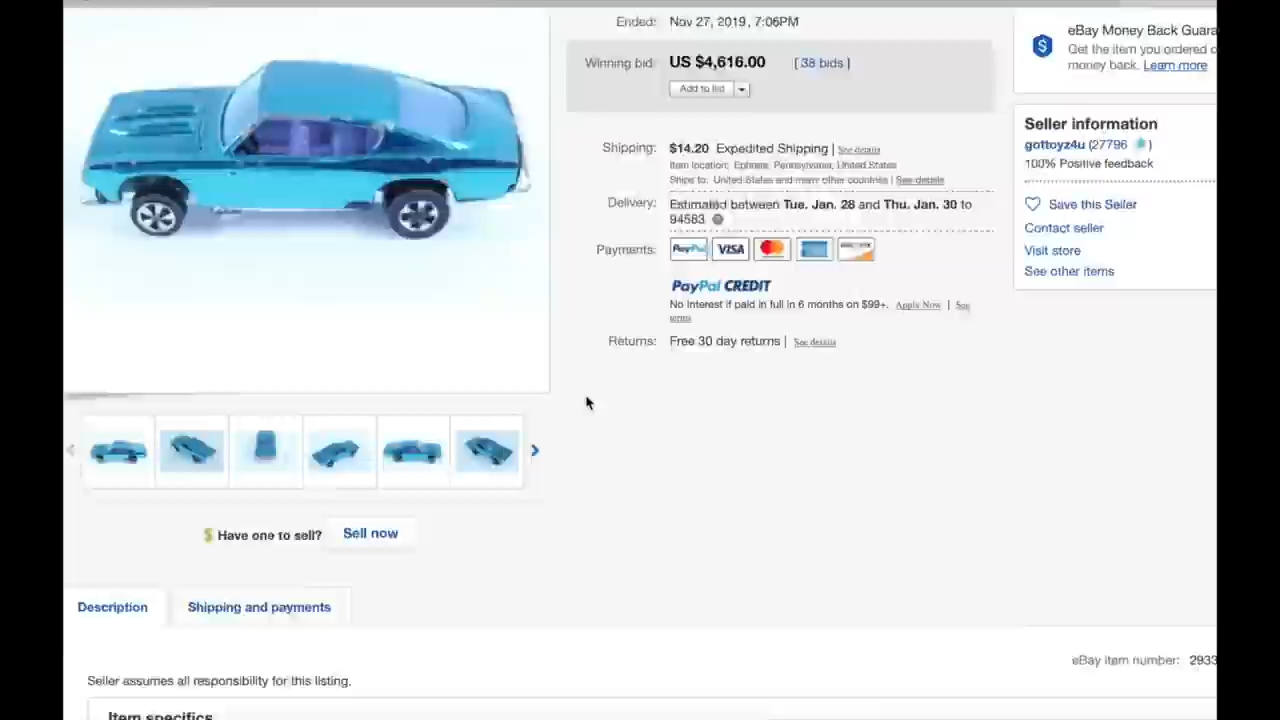 Ended: Nov 27, 2019, 7:06PM
Winning bid: US $4,616.00 [ 38 bids ]
Add to list
Shipping: $14.20 Expedited Shipping | See details
Item location: Ephrata, Pennsylvania, United States
Ships to: United States and many other countries | See details
Delivery: Estimated between Tue. Jan. 28 and Thu. Jan. 30 to
94583
Payments: PayPal VISA
PayPal CREDIT
No Interest if paid in full in 6 months on $99+. Apply Now | See
terms
Returns: Free 30 day returns | See details
eBay Money Back Guara
Get the item you ordered o
money back. Learn more
Seller information
gottoyz4u (27796 )
100% Positive feedback
Save this Seller
Contact seller
Visit store
See other items
$ Have one to sell? Sell now
Description Shipping and payments
eBay item number: 2933
Seller assumes all responsibility for this listing.
Item specifics